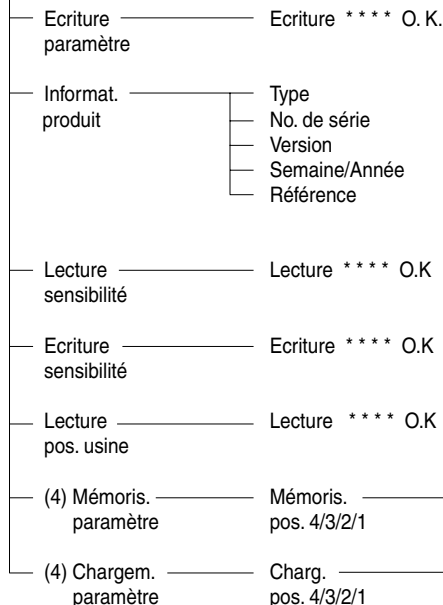 Ecriture Ecriture * * * * O. K.
paramètre
Informat. Type
produit No. de série
Version
Semaine/Année
Référence
Lecture Lecture * * * * O.K
sensibilité
Ecriture Ecriture * * * * O.K
sensibilité
Lecture Lecture * * * * O.K
pos. usine
(4) Mémoris. Mémoris.
paramètre pos. 4/3/2/1
(4) Chargem. Charg.
paramètre pos. 4/3/2/1